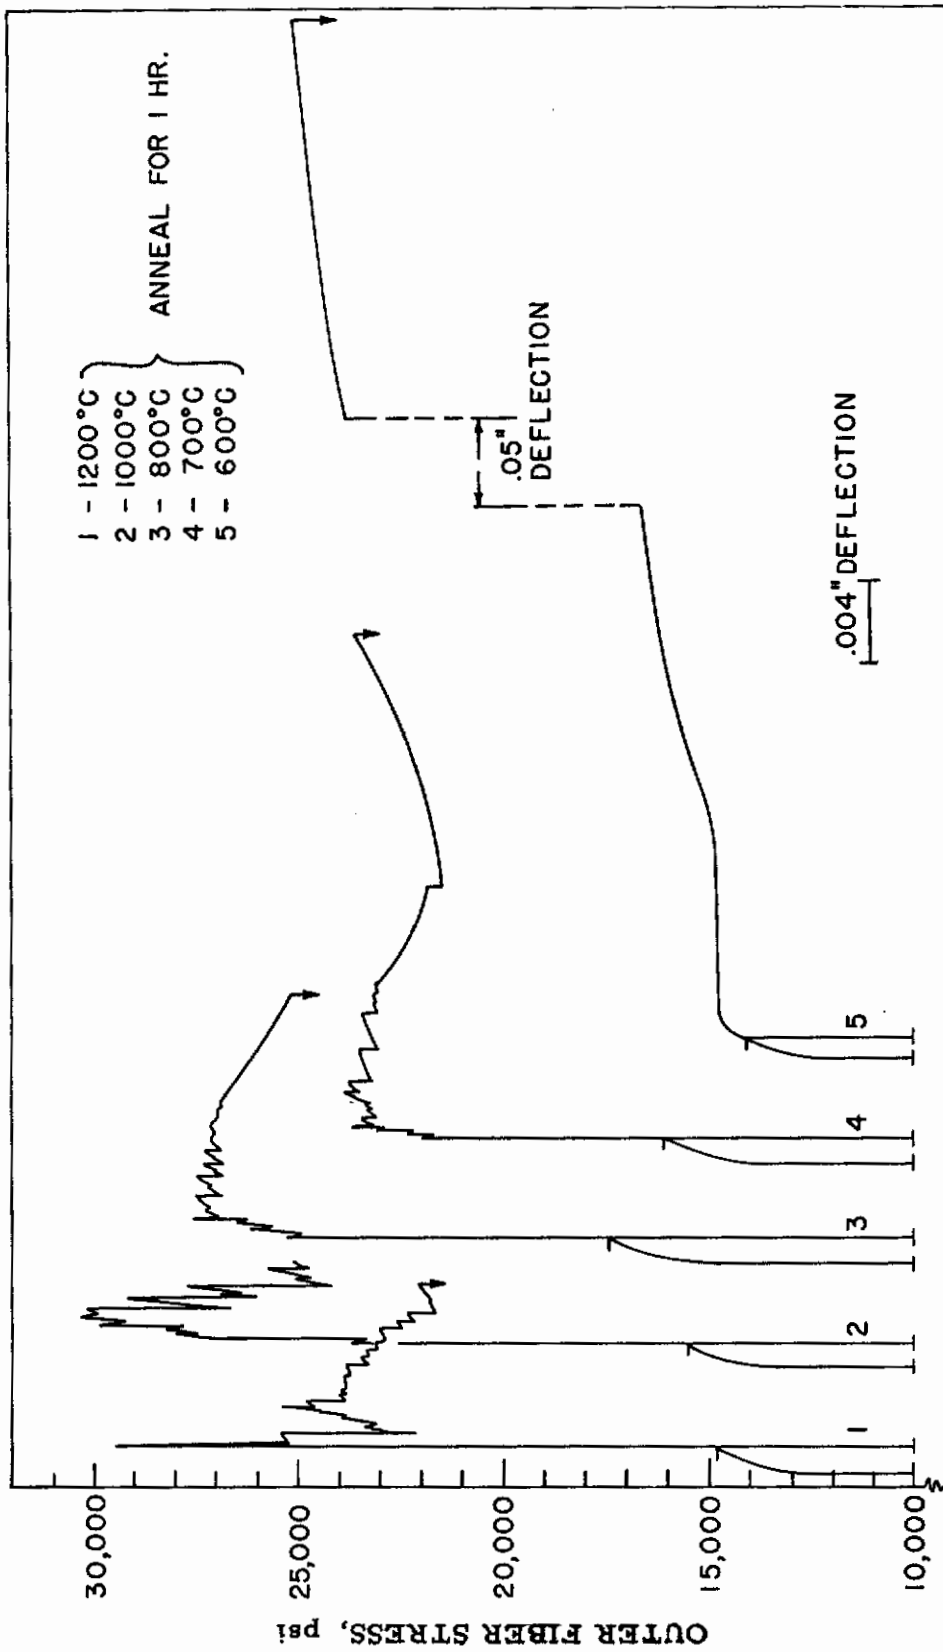 1 - 1200°C
2 - 1000°C
3 - 800°C
4 - 700°C
5 - 600°C
ANNEAL FOR 1 HR.
.05"
DEFLECTION
.004" DEFLECTION
1
2
3
4
5
30,000
25,000
20,000
15,000
10,000
OUTER FIBER STRESS, psi